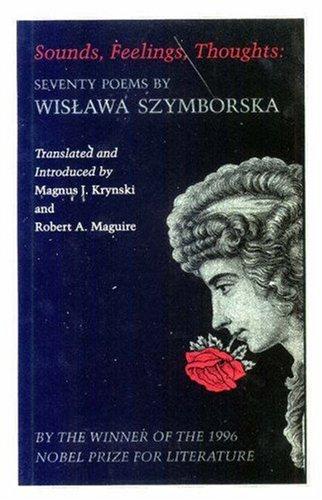 Sounds, Feelings, Thoughts:
SEVENTY POEMS BY
WISŁAWA SZYMBORSKA
Translated and
Introduced by
Magnus J. Krynski
and
Robert A. Maguire
BY THE WINNER OF THE 1996
NOBEL PRIZE FOR LITERATURE